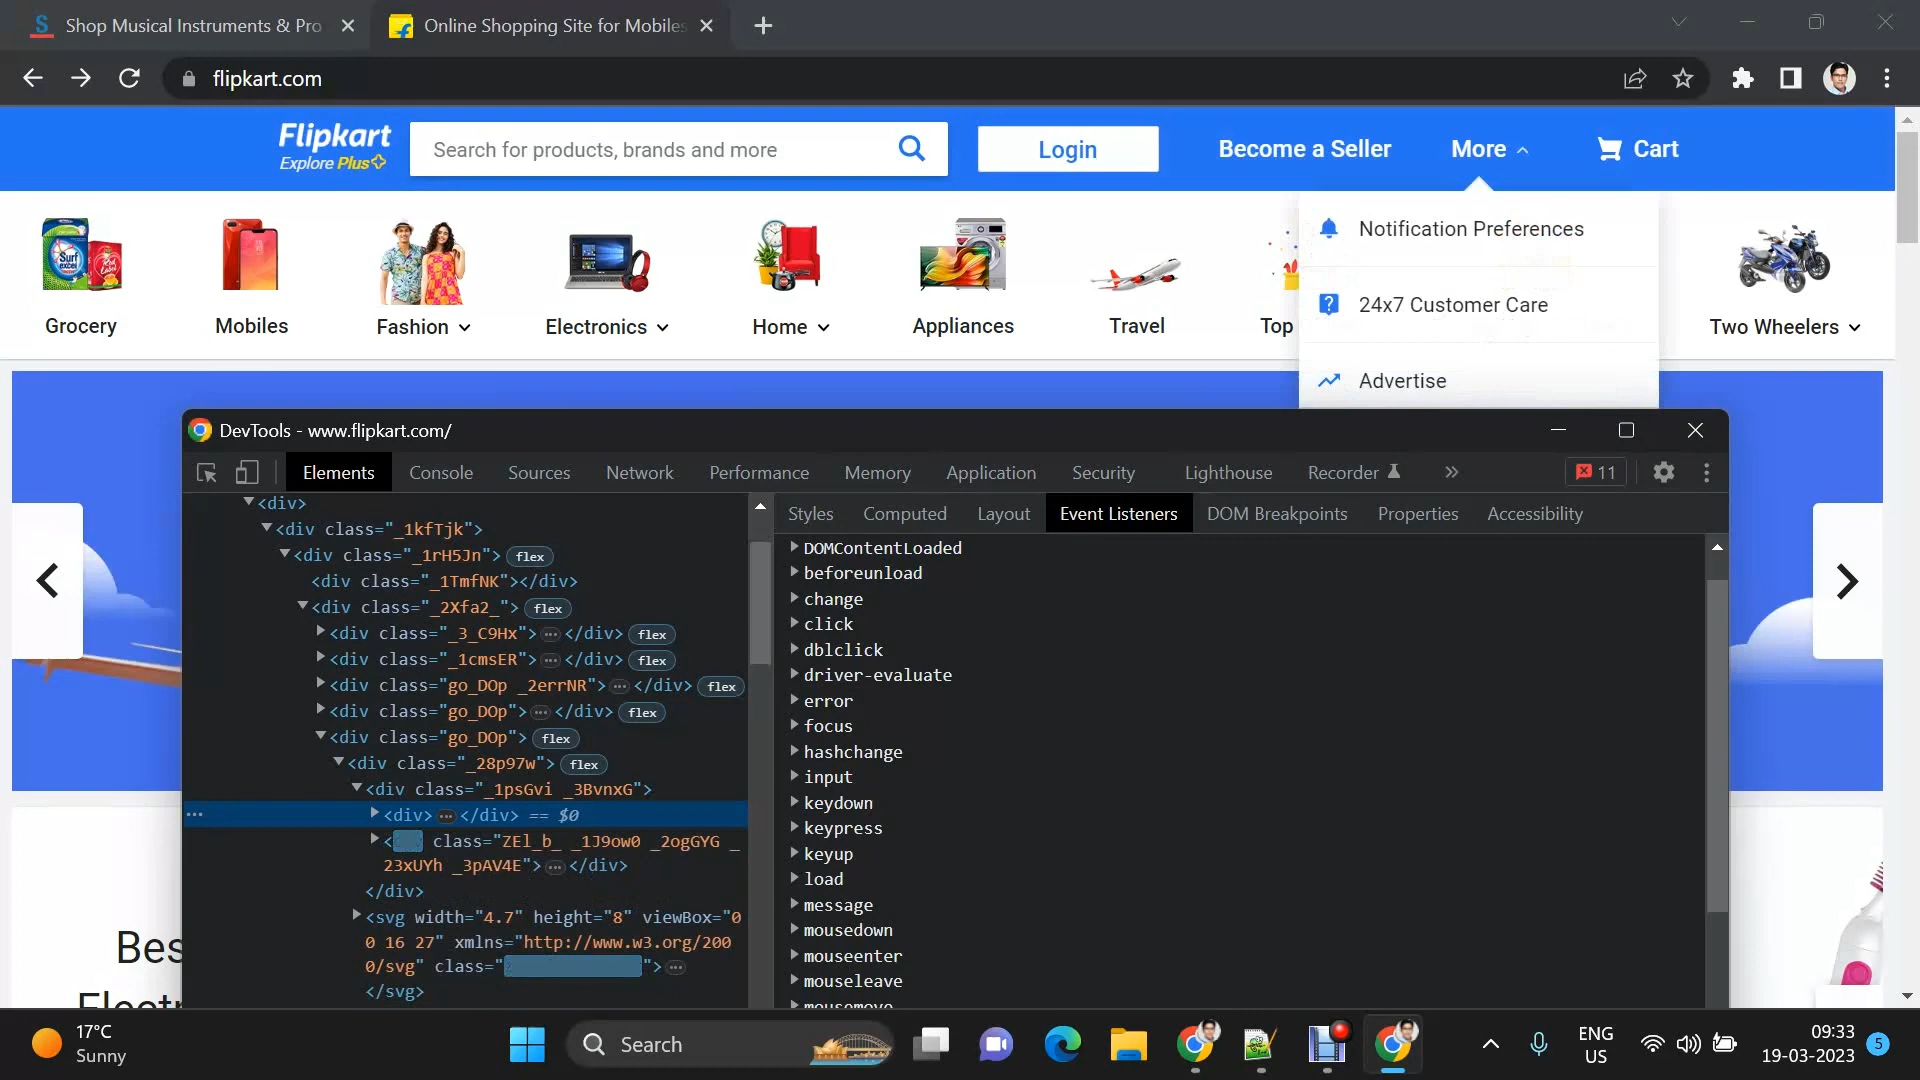 Shop Musical Instruments & Pro
Online Shopping Site for Mobiles
flipkart.com
Flipkart
Explore Plus
Search for products, brands and more
Login
Become a Seller
More
Cart
Notification Preferences
24x7 Customer Care
Advertise
Grocery
Mobiles
Fashion
Electronics
Home
Appliances
Travel
Top
Two Wheelers
DevTools - www.flipkart.com/
Elements
Console
Sources
Network
Performance
Memory
Application
Security
Lighthouse
Recorder
11
<div>
<div class="_1kfTjk">
<div class="_1rH5Jn"> flex
<div class="_1TmfNK"></div>
<div class="_2Xfa2_"> flex
<div class="_3_C9Hx"> … </div> flex
<div class="_1cmsER"> … </div> flex
<div class="go_DOp _2errNR"> … </div> flex
<div class="go_DOp"> … </div> flex
<div class="go_DOp"> flex
<div class="_28p97w"> flex
<div class="_1psGvi _3BvnxG">
<div> … </div> == $0
< class="ZEl_b_ _1J9ow0 _2ogGYG _
23xUYh _3pAV4E"> … </div>
</div>
<svg width="4.7" height="8" viewBox="0
0 16 27" xmlns="http://www.w3.org/200
0/svg" class=" "> …
</svg>
Styles
Computed
Layout
Event Listeners
DOM Breakpoints
Properties
Accessibility
DOMContentLoaded
beforeunload
change
click
dblclick
driver-evaluate
error
focus
hashchange
input
keydown
keypress
keyup
load
message
mousedown
mouseenter
mouseleave
mousemove
Bes
Electr
17°C
Sunny
Search
ENG
US
09:33
19-03-2023
5